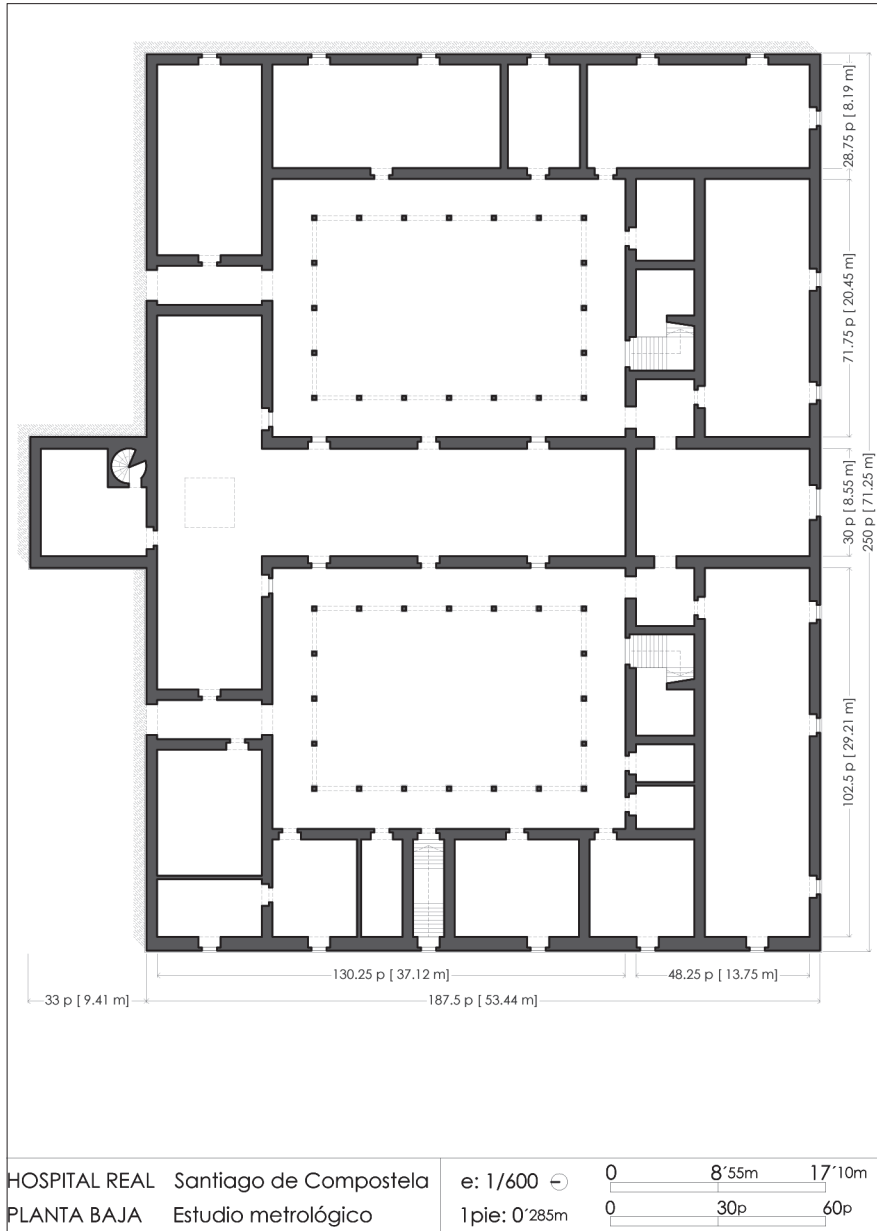 28.75 p [ 8.19 m]
71.75 p [ 20.45 m]
30 p [ 8.55 m]
250 p [ 71.25 m]
102.5 p [ 29.21 m]
130.25 p [ 37.12 m]
48.25 p [ 13.75 m]
33 p [ 9.41 m]
187.5 p [ 53.44 m]
HOSPITAL REAL Santiago de Compostela
PLANTA BAJA Estudio metrológico
e: 1/600
1pie: 0´285m
0 8´55m 17´10m
0 30p 60p